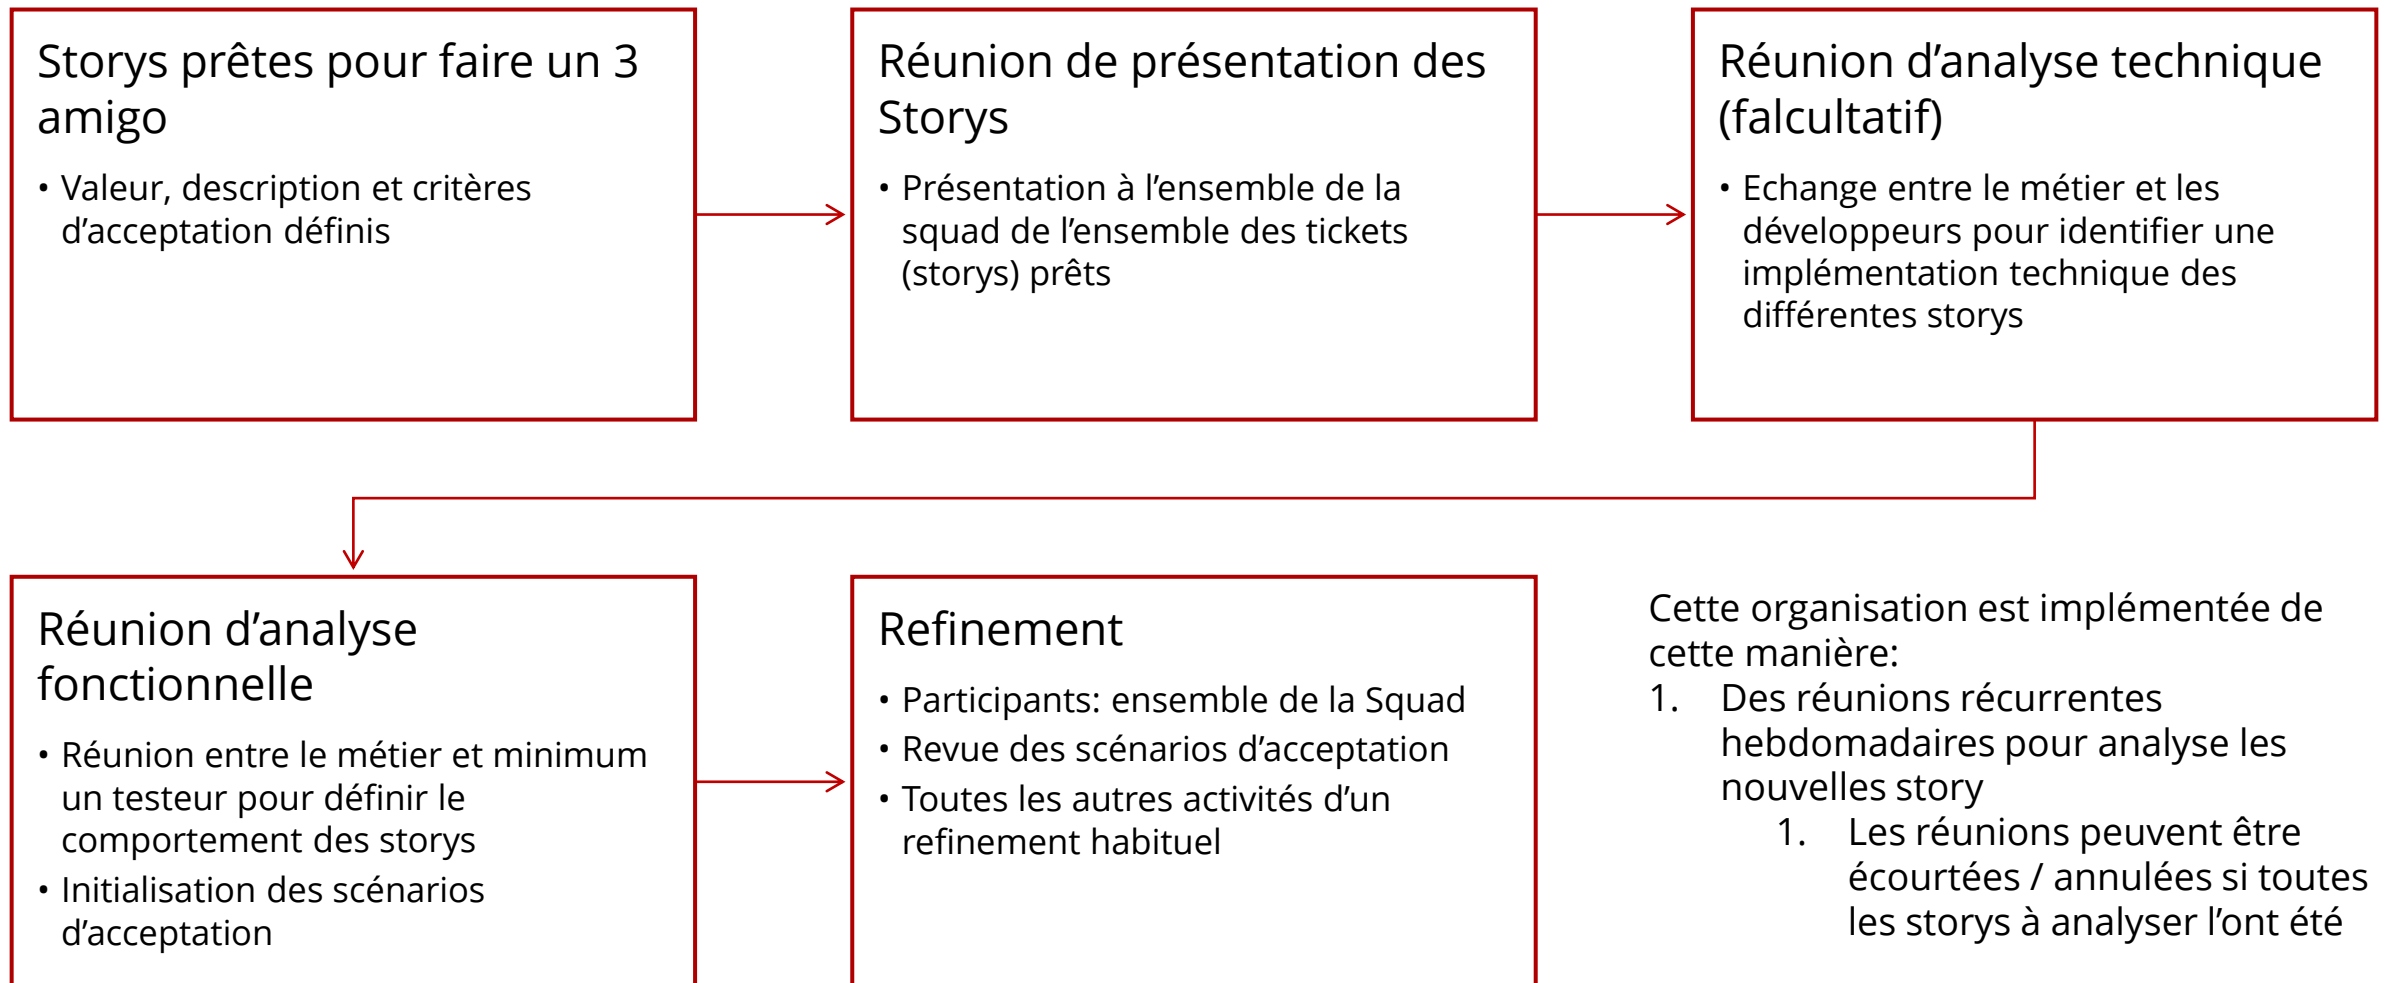 Storys prêtes pour faire un 3
amigo
• Valeur, description et critères
d’acceptation définis
Réunion de présentation des
Storys
• Présentation à l’ensemble de la
squad de l’ensemble des tickets
(storys) prêts
Réunion d’analyse technique
(falcultatif)
• Echange entre le métier et les
développeurs pour identifier une
implémentation technique des
différentes storys
Réunion d’analyse
fonctionnelle
• Réunion entre le métier et minimum
un testeur pour définir le
comportement des storys
• Initialisation des scénarios
d’acceptation
Refinement
• Participants: ensemble de la Squad
• Revue des scénarios d’acceptation
• Toutes les autres activités d’un
refinement habituel
Cette organisation est implémentée de
cette manière:
1. Des réunions récurrentes
hebdomadaires pour analyse les
nouvelles story
1. Les réunions peuvent être
écourtées / annulées si toutes
les storys à analyser l’ont été